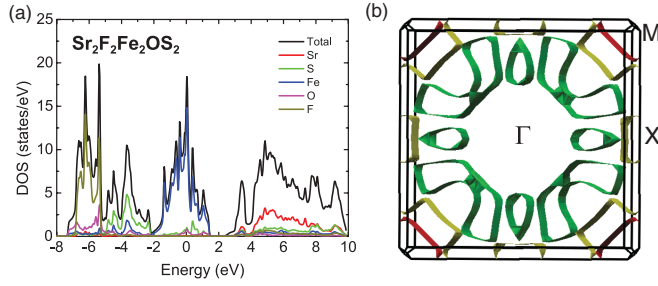 (a)
Sr₂F₂Fe₂OS₂
Total
Sr
S
Fe
O
F
DOS (states/eV)
25
20
15
10
5
0
−8 −6 −4 −2 0 2 4 6 8 10
Energy (eV)
(b)
M
Γ
X